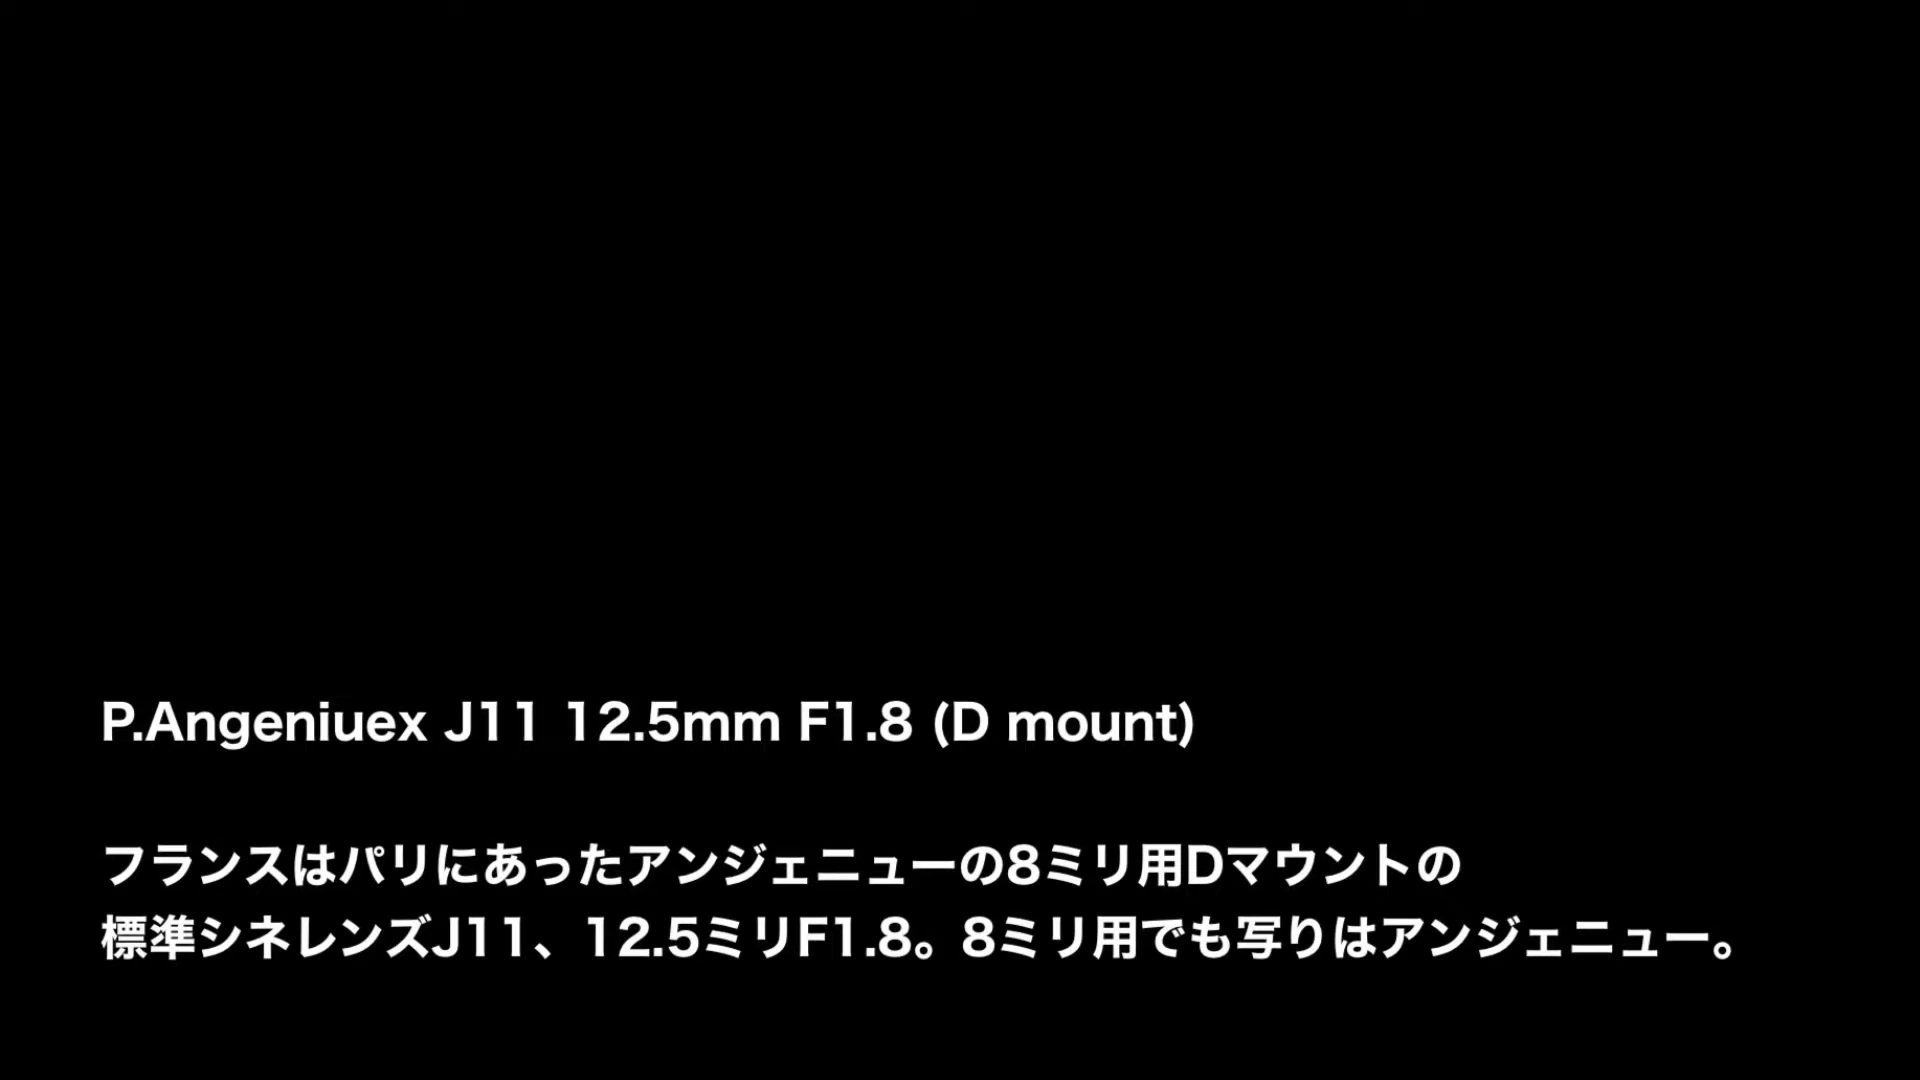 P.Angeniuex J11 12.5mm F1.8 (D mount)
フランスはパリにあったアンジェニューの8ミリ用Dマウントの
標準シネレンズJ11、12.5ミリF1.8。8ミリ用でも写りはアンジェニュー。